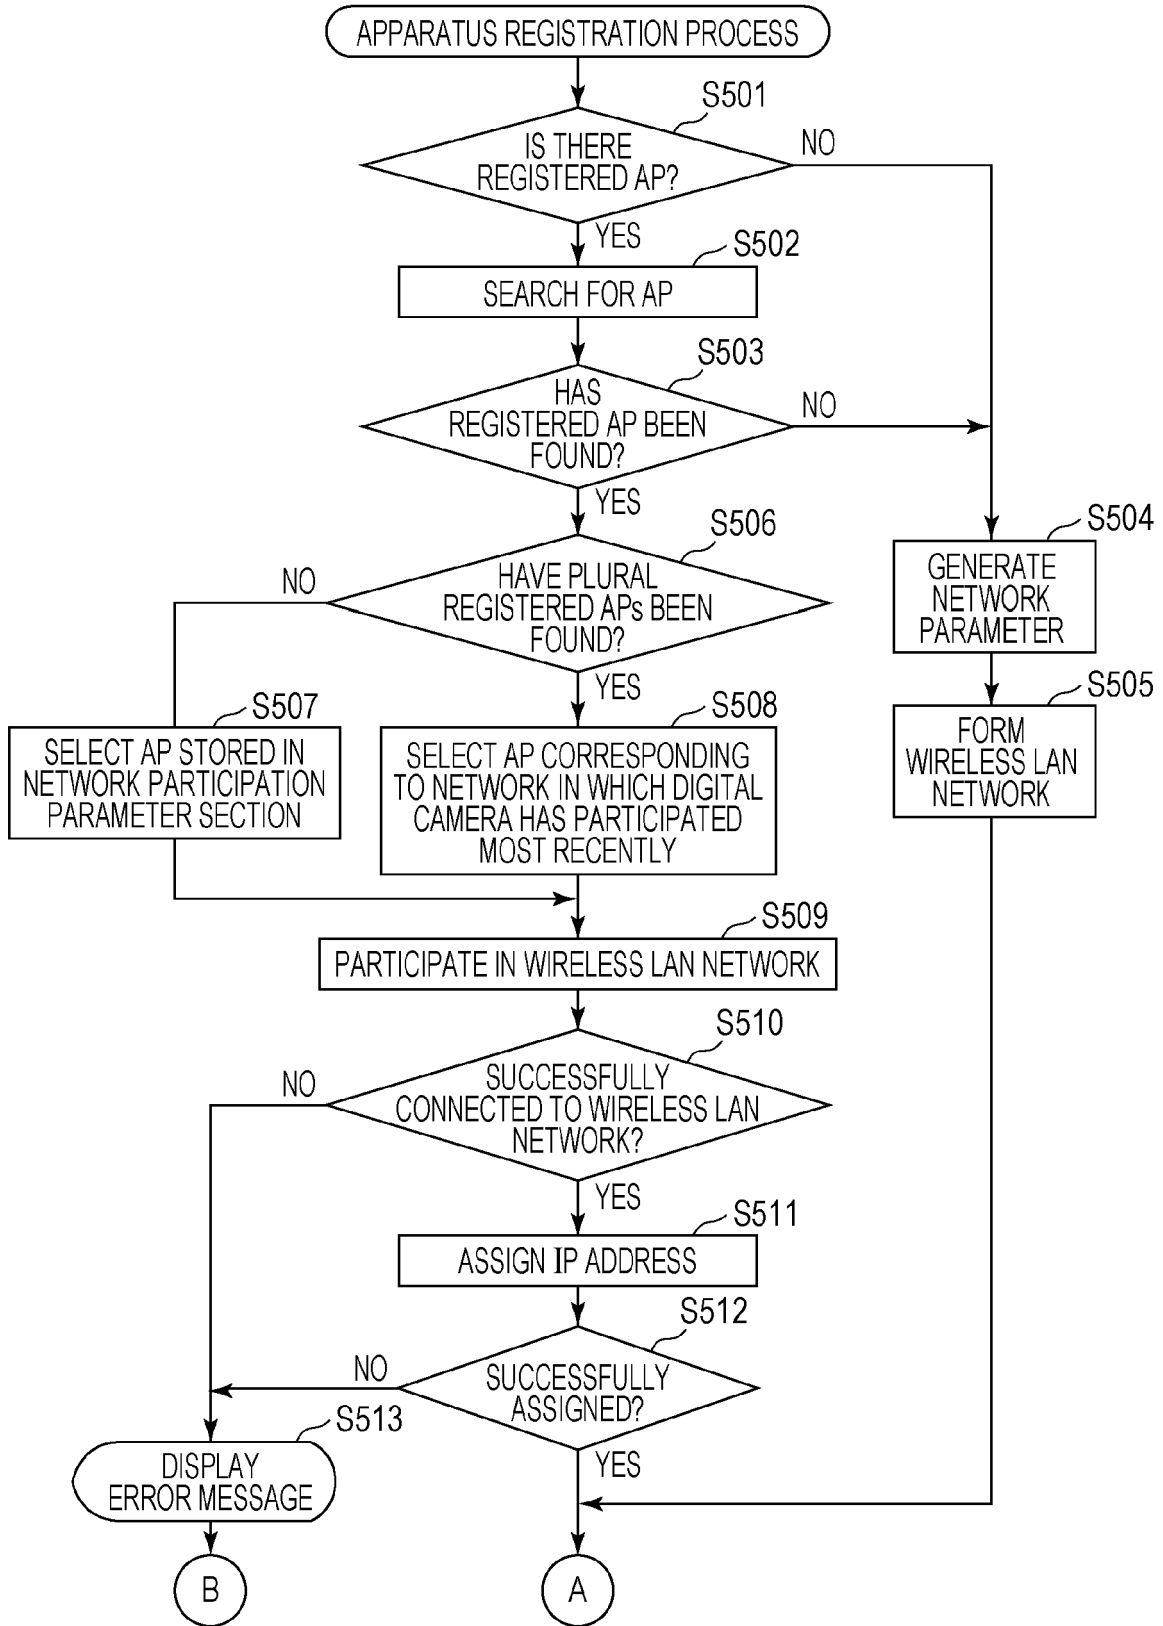 APPARATUS REGISTRATION PROCESS
S501
IS THERE
REGISTERED AP?
NO
YES
S502
SEARCH FOR AP
S503
HAS
REGISTERED AP BEEN
FOUND?
NO
YES
S504
GENERATE
NETWORK
PARAMETER
S505
FORM
WIRELESS LAN
NETWORK
S506
HAVE PLURAL
REGISTERED APs BEEN
FOUND?
NO
YES
S507
SELECT AP STORED IN
NETWORK PARTICIPATION
PARAMETER SECTION
S508
SELECT AP CORRESPONDING
TO NETWORK IN WHICH DIGITAL
CAMERA HAS PARTICIPATED
MOST RECENTLY
S509
PARTICIPATE IN WIRELESS LAN NETWORK
S510
SUCCESSFULLY
CONNECTED TO WIRELESS LAN
NETWORK?
NO
YES
S511
ASSIGN IP ADDRESS
S512
SUCCESSFULLY
ASSIGNED?
NO
YES
S513
DISPLAY
ERROR MESSAGE
B
A